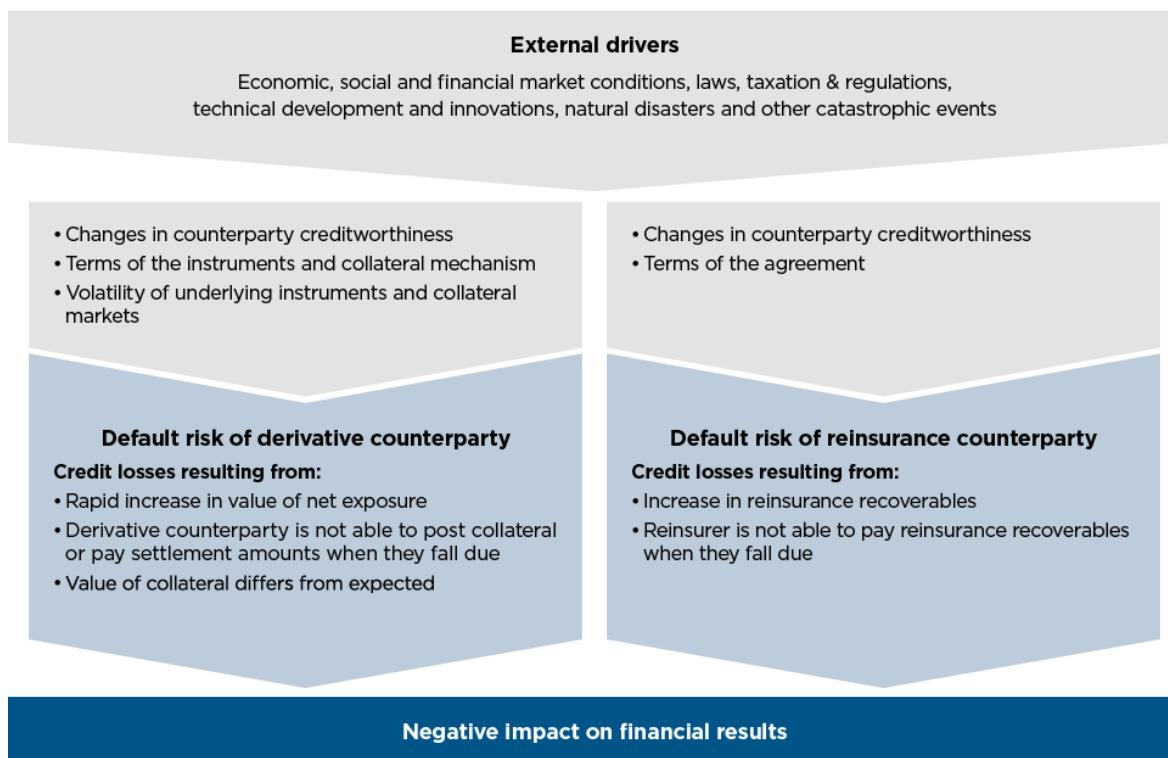 External drivers
Economic, social and financial market conditions, laws, taxation & regulations,
technical development and innovations, natural disasters and other catastrophic events
• Changes in counterparty creditworthiness
• Terms of the instruments and collateral mechanism
• Volatility of underlying instruments and collateral
markets
• Changes in counterparty creditworthiness
• Terms of the agreement
Default risk of derivative counterparty
Credit losses resulting from:
• Rapid increase in value of net exposure
• Derivative counterparty is not able to post collateral
or pay settlement amounts when they fall due
• Value of collateral differs from expected
Default risk of reinsurance counterparty
Credit losses resulting from:
• Increase in reinsurance recoverables
• Reinsurer is not able to pay reinsurance recoverables
when they fall due
Negative impact on financial results